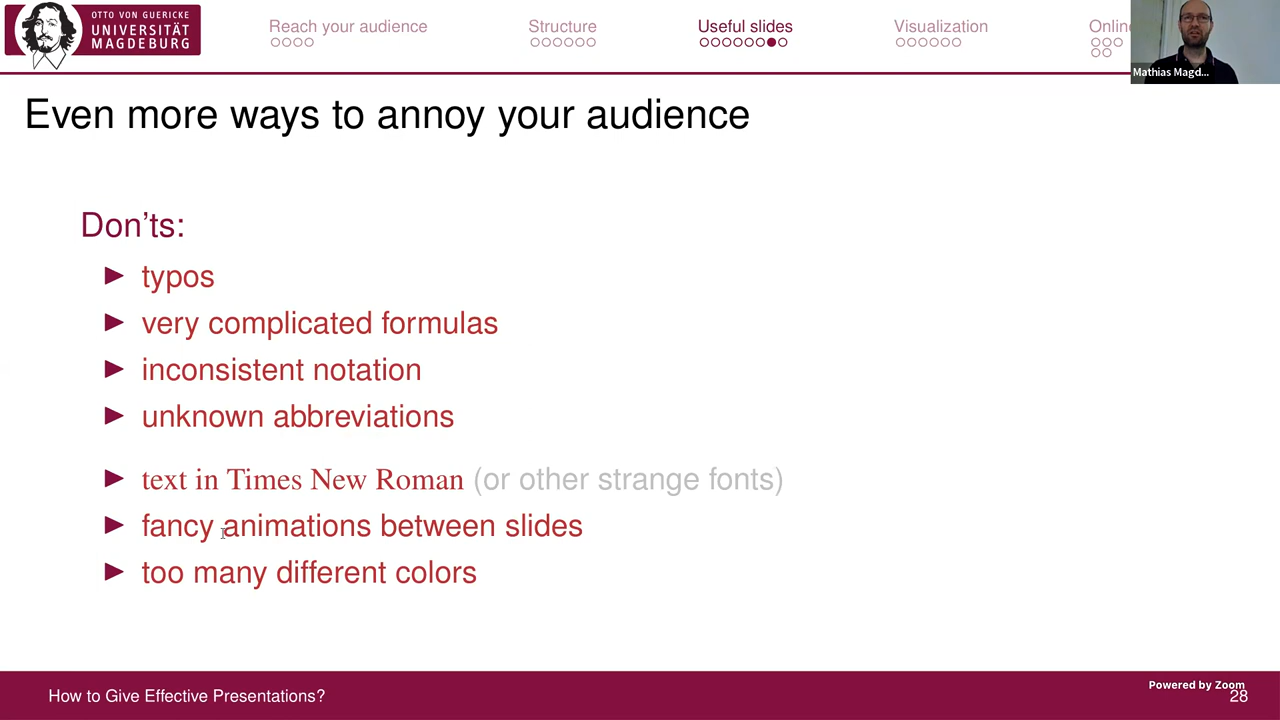 OTTO VON GUERICKE
UNIVERSITÄT
MAGDEBURG
Reach your audience
Structure
Useful slides
Visualization
Mathias Magd...
Even more ways to annoy your audience
Don'ts:
typos
very complicated formulas
inconsistent notation
unknown abbreviations
text in Times New Roman (or other strange fonts)
fancy animations between slides
too many different colors
How to Give Effective Presentations?
Powered by Zoom
28